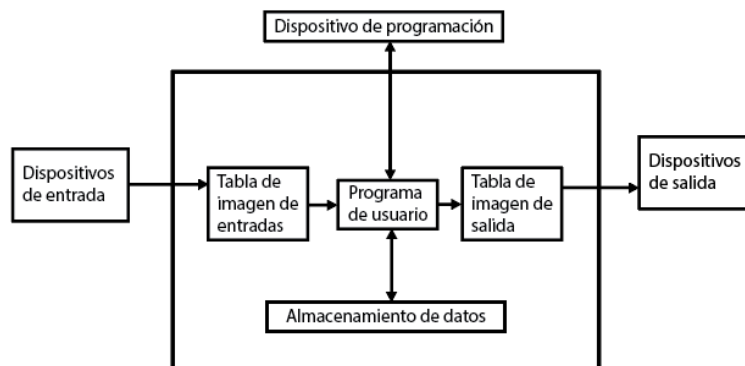 Dispositivo de programación
Dispositivos
de entrada
Tabla de
imagen de
entradas
Programa
de usuario
Tabla de
imagen de
salida
Dispositivos
de salida
Almacenamiento de datos